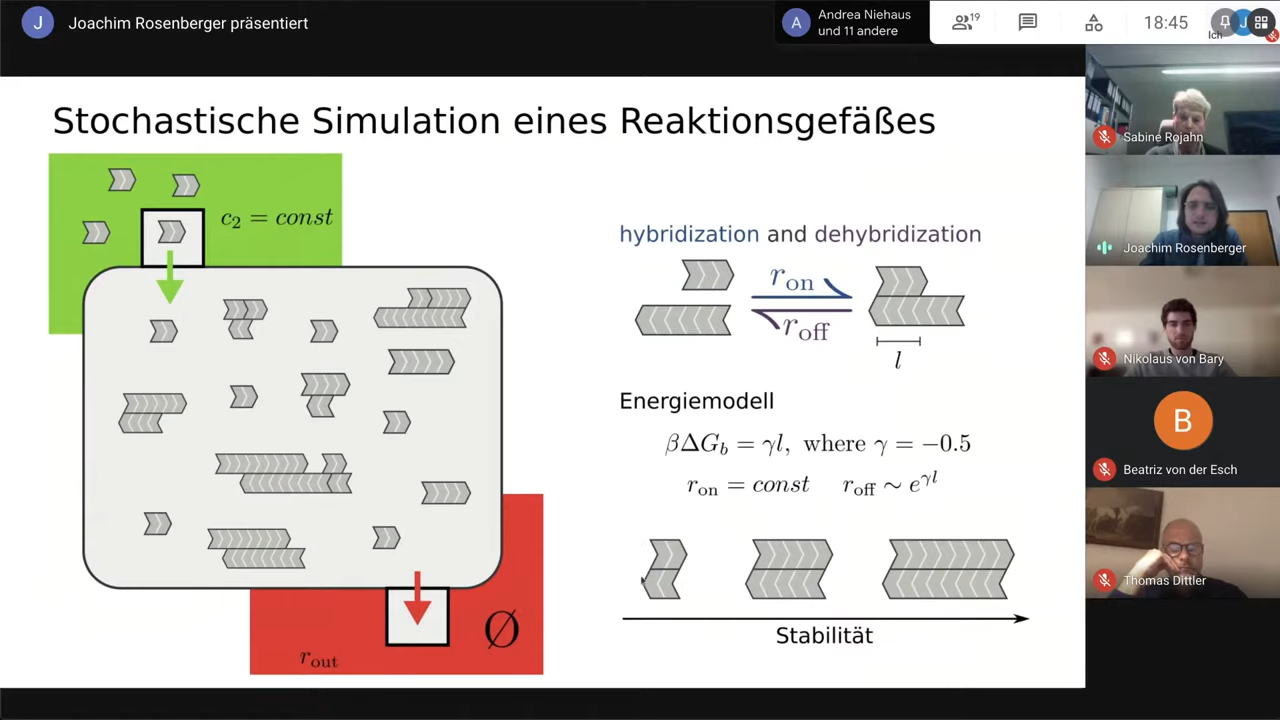 J
Joachim Rosenberger präsentiert
A
Andrea Niehaus
und 11 andere
19
18:45
J
Ich
Stochastische Simulation eines Reaktionsgefäßes
c₂ = const
hybridization and dehybridization
r_on
r_off
l
Energiemodell
βΔG_b = γl, where γ = −0.5
r_on = const r_off ∼ e^{γl}
Stabilität
Ø
r_out
Sabine Rojahn
Joachim Rosenberger
Nikolaus von Bary
B
Beatriz von der Esch
Thomas Dittler